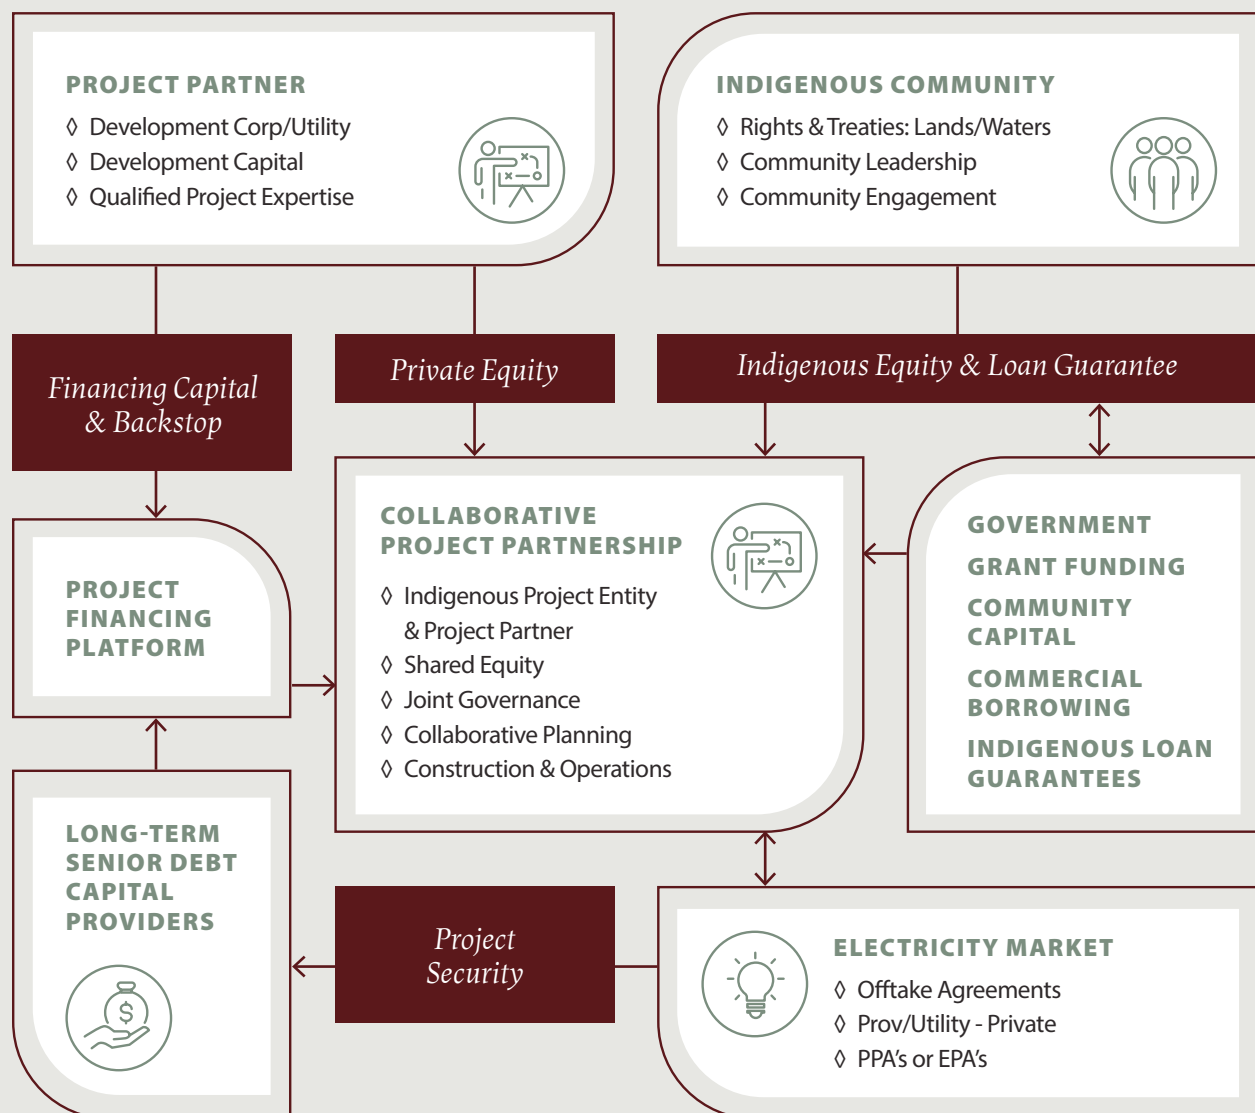 PROJECT PARTNER
◊ Development Corp/Utility
◊ Development Capital
◊ Qualified Project Expertise
INDIGENOUS COMMUNITY
◊ Rights & Treaties: Lands/Waters
◊ Community Leadership
◊ Community Engagement
Financing Capital
& Backstop
Private Equity
Indigenous Equity & Loan Guarantee
PROJECT
FINANCING
PLATFORM
COLLABORATIVE
PROJECT PARTNERSHIP
◊ Indigenous Project Entity
& Project Partner
◊ Shared Equity
◊ Joint Governance
◊ Collaborative Planning
◊ Construction & Operations
GOVERNMENT
GRANT FUNDING
COMMUNITY
CAPITAL
COMMERCIAL
BORROWING
INDIGENOUS LOAN
GUARANTEES
LONG-TERM
SENIOR DEBT
CAPITAL
PROVIDERS
$
Project
Security
ELECTRICITY MARKET
◊ Offtake Agreements
◊ Prov/Utility - Private
◊ PPA's or EPA's